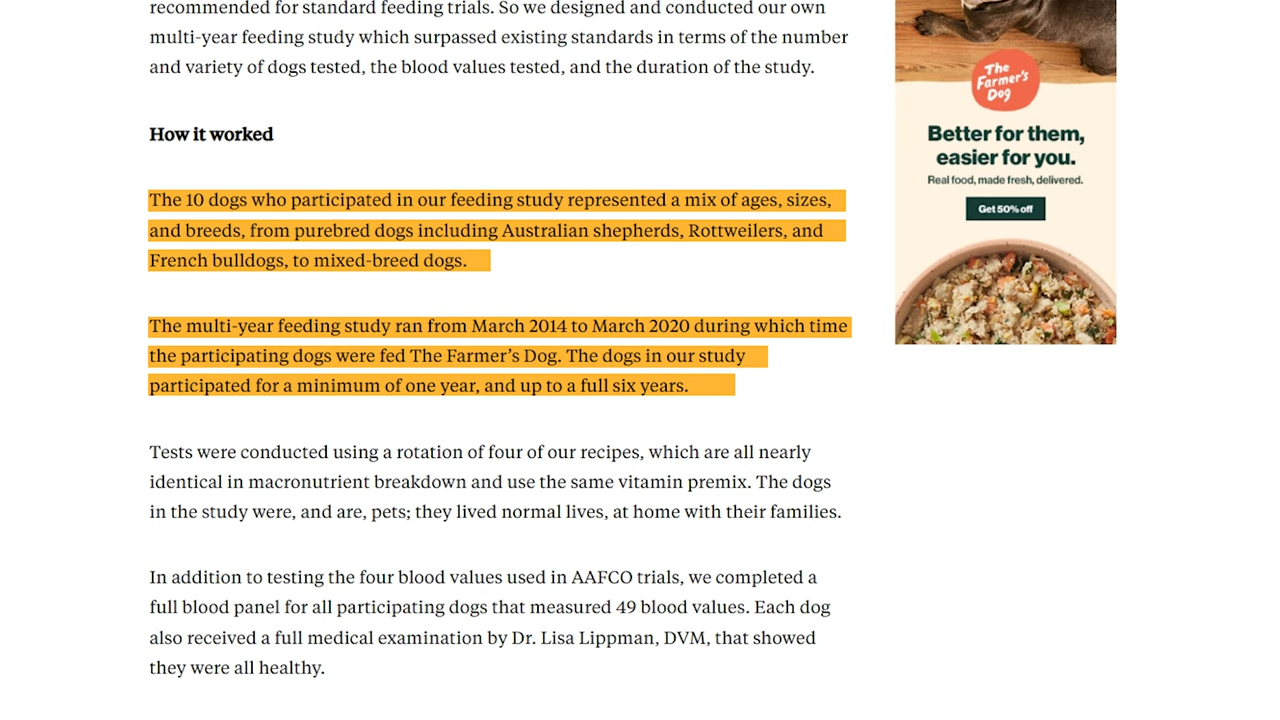 recommended for standard feeding trials. So we designed and conducted our own
multi-year feeding study which surpassed existing standards in terms of the number
and variety of dogs tested, the blood values tested, and the duration of the study.
How it worked
The 10 dogs who participated in our feeding study represented a mix of ages, sizes,
and breeds, from purebred dogs including Australian shepherds, Rottweilers, and
French bulldogs, to mixed-breed dogs.
The multi-year feeding study ran from March 2014 to March 2020 during which time
the participating dogs were fed The Farmer’s Dog. The dogs in our study
participated for a minimum of one year, and up to a full six years.
Tests were conducted using a rotation of four of our recipes, which are all nearly
identical in macronutrient breakdown and use the same vitamin premix. The dogs
in the study were, and are, pets; they lived normal lives, at home with their families.
In addition to testing the four blood values used in AAFCO trials, we completed a
full blood panel for all participating dogs that measured 49 blood values. Each dog
also received a full medical examination by Dr. Lisa Lippman, DVM, that showed
they were all healthy.
The
Farmer's
Dog
Better for them,
easier for you.
Real food, made fresh, delivered.
Get 50% off